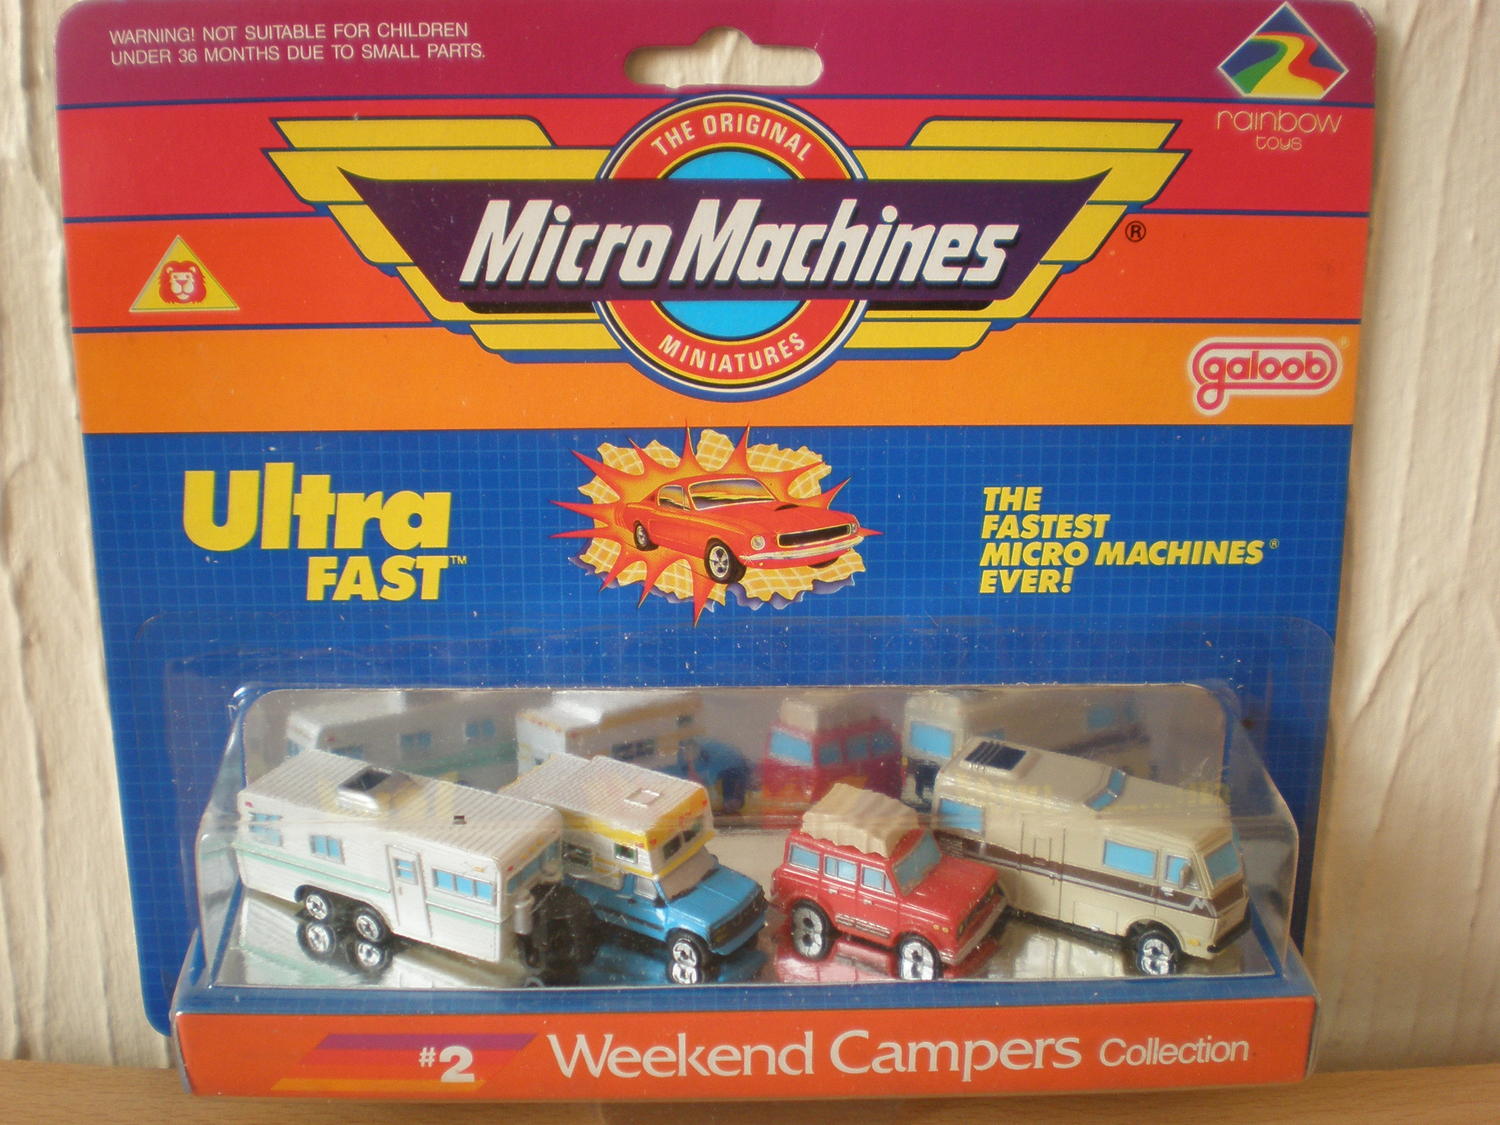 WARNING! NOT SUITABLE FOR CHILDREN
UNDER 36 MONTHS DUE TO SMALL PARTS.
rainbow
toys
THE ORIGINAL
Micro Machines
®
MINIATURES
galoob®
Ultra
FAST™
THE
FASTEST
MICRO MACHINES®
EVER!
#2 Weekend Campers Collection